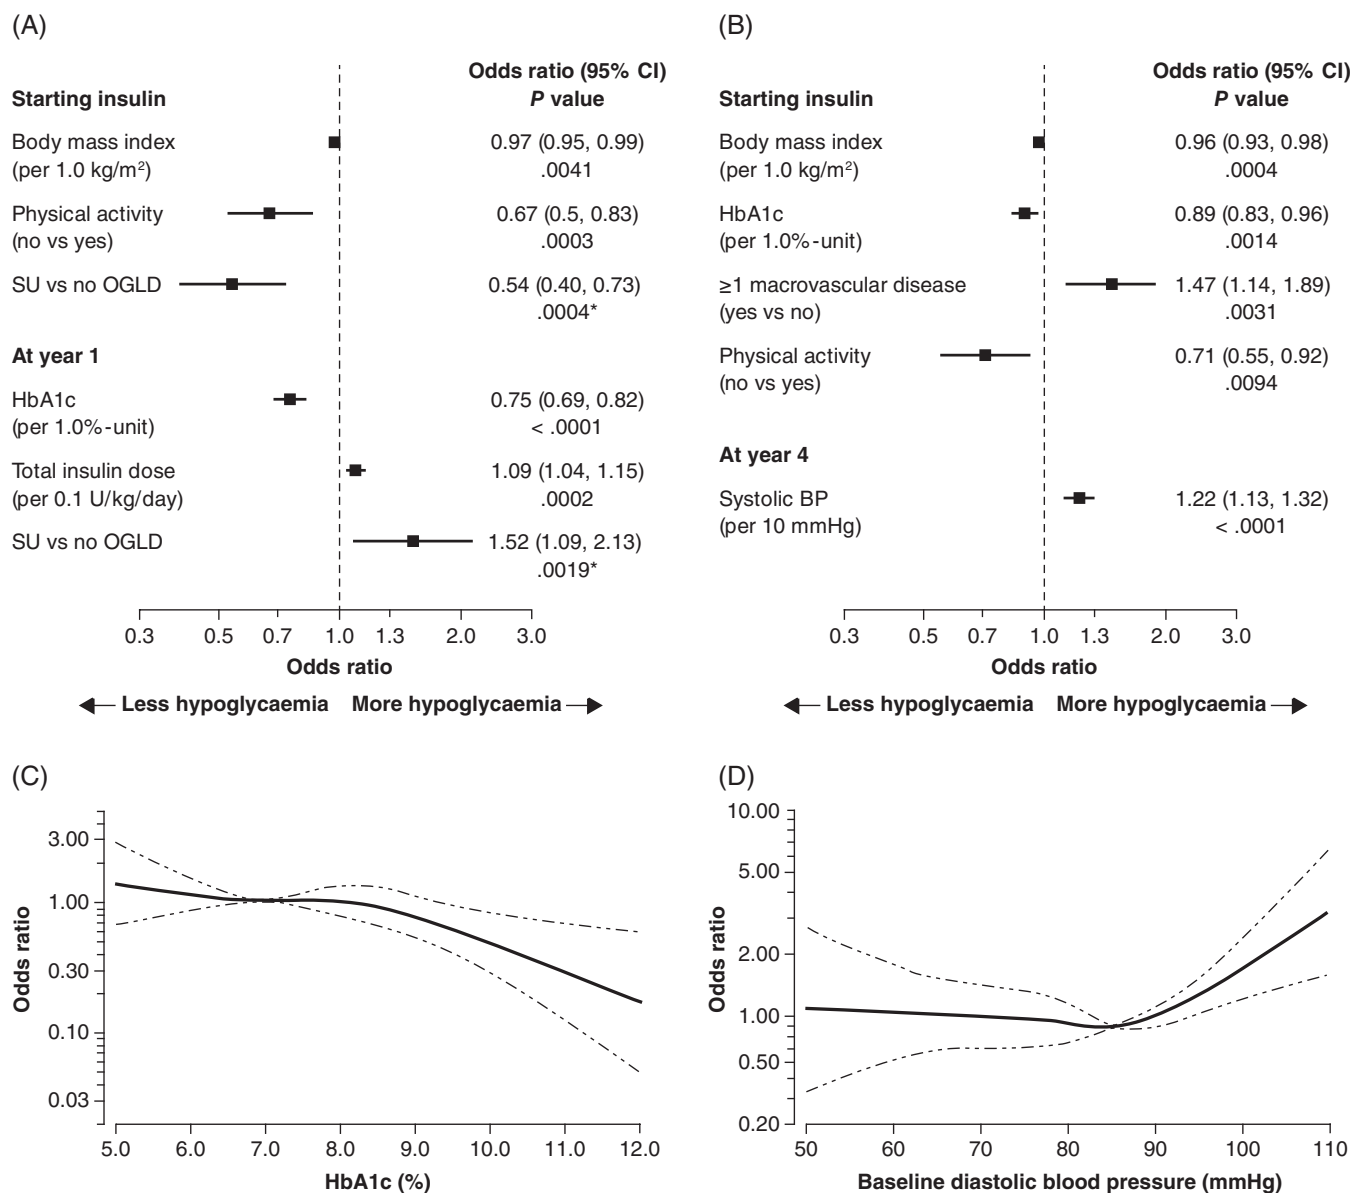 (A)
Odds ratio (95% CI)
Starting insulin P value
Body mass index 0.97 (0.95, 0.99)
(per 1.0 kg/m²) .0041
Physical activity 0.67 (0.5, 0.83)
(no vs yes) .0003
SU vs no OGLD 0.54 (0.40, 0.73)
.0004*
At year 1
HbA1c 0.75 (0.69, 0.82)
(per 1.0%-unit) < .0001
Total insulin dose 1.09 (1.04, 1.15)
(per 0.1 U/kg/day) .0002
SU vs no OGLD 1.52 (1.09, 2.13)
.0019*
0.3 0.5 0.7 1.0 1.3 2.0 3.0
Odds ratio
Less hypoglycaemia More hypoglycaemia
(B)
Odds ratio (95% CI)
Starting insulin P value
Body mass index 0.96 (0.93, 0.98)
(per 1.0 kg/m²) .0004
HbA1c 0.89 (0.83, 0.96)
(per 1.0%-unit) .0014
≥1 macrovascular disease 1.47 (1.14, 1.89)
(yes vs no) .0031
Physical activity 0.71 (0.55, 0.92)
(no vs yes) .0094
At year 4
Systolic BP 1.22 (1.13, 1.32)
(per 10 mmHg) < .0001
0.3 0.5 0.7 1.0 1.3 2.0 3.0
Odds ratio
Less hypoglycaemia More hypoglycaemia
(C)
Odds ratio
3.00
1.00
0.30
0.10
0.03
5.0 6.0 7.0 8.0 9.0 10.0 11.0 12.0
HbA1c (%)
(D)
Odds ratio
10.00
5.00
2.00
1.00
0.50
0.20
50 60 70 80 90 100 110
Baseline diastolic blood pressure (mmHg)